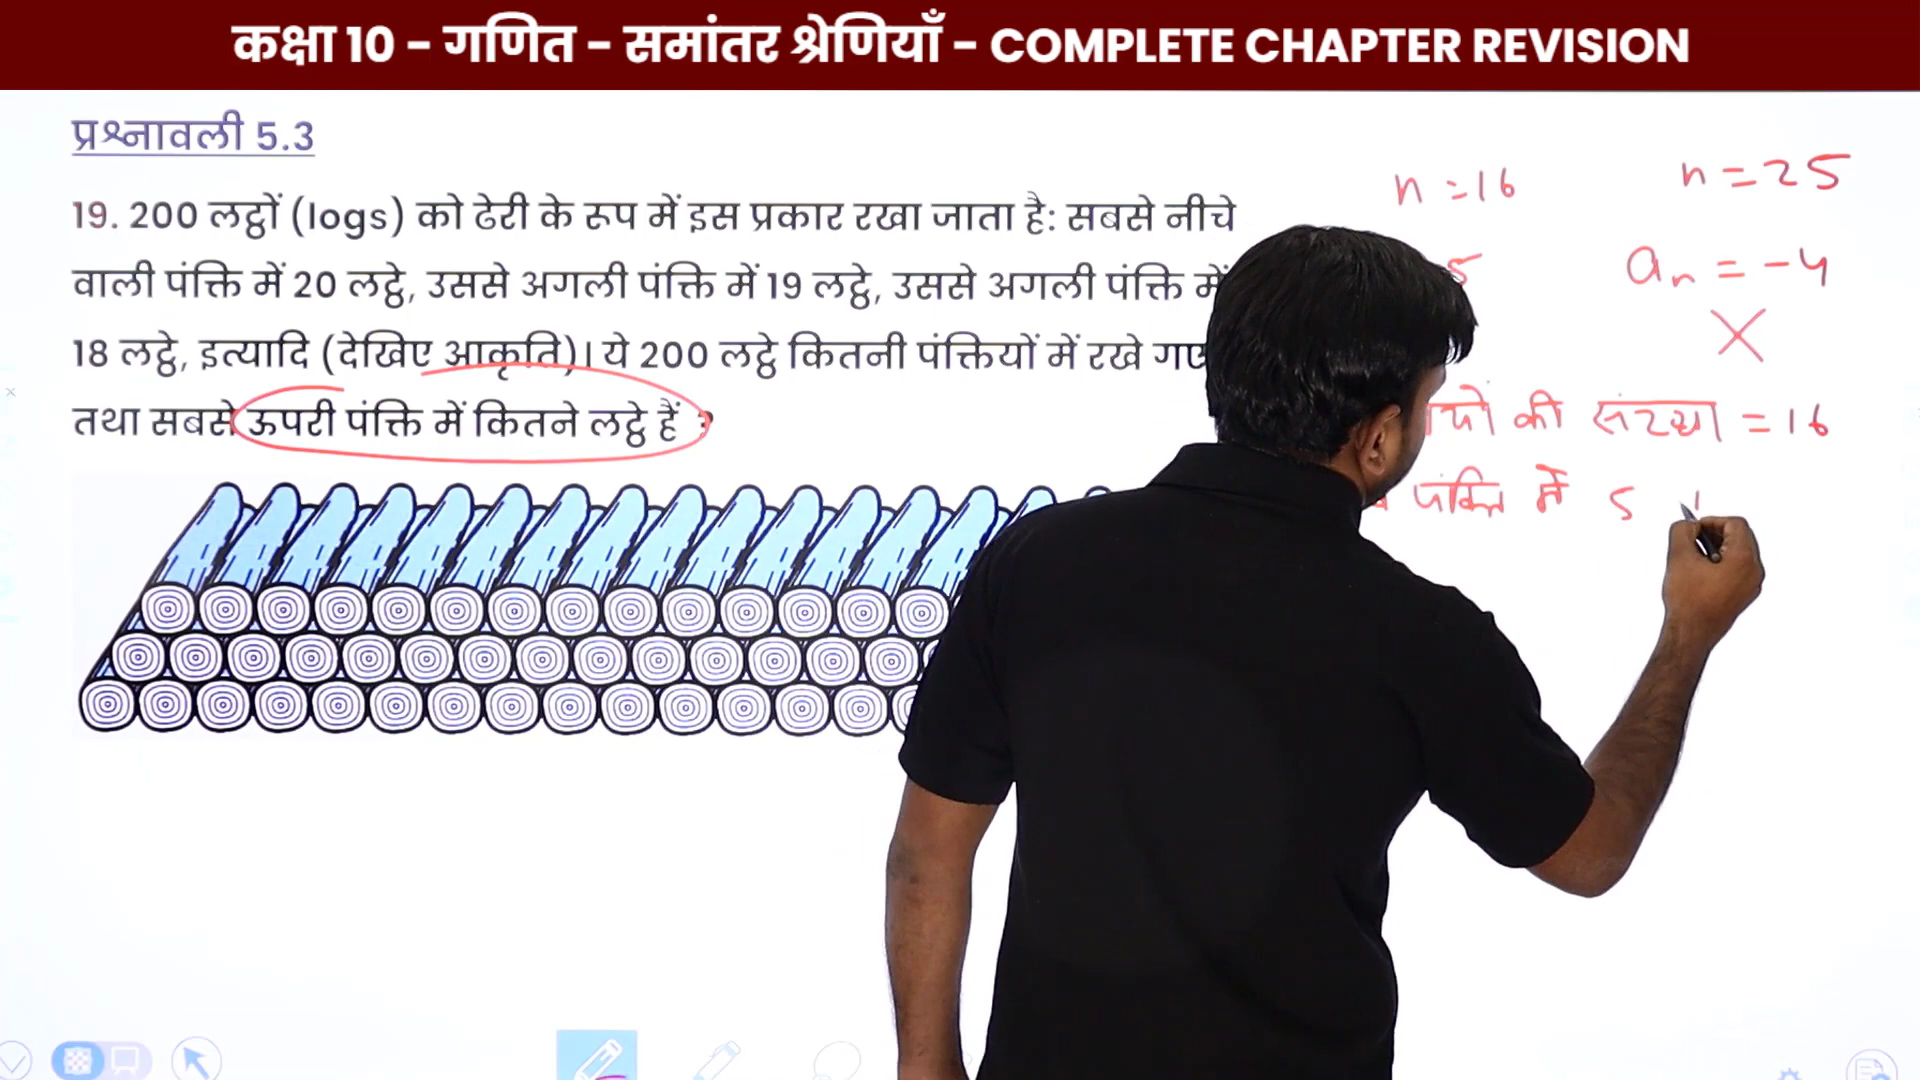 कक्षा 10 – गणित – समांतर श्रेणियाँ – COMPLETE CHAPTER REVISION
प्रश्नावली 5.3
19. 200 लट्ठों (logs) को ढेरी के रूप में इस प्रकार रखा जाता है: सबसे नीचे
वाली पंक्ति में 20 लट्ठे, उससे अगली पंक्ति में 19 लट्ठे, उससे अगली पंक्ति में
18 लट्ठे, इत्यादि (देखिए आकृति)। ये 200 लट्ठे कितनी पंक्तियों में रखे गए
तथा सबसे ऊपरी पंक्ति में कितने लट्ठे हैं ?
n = 16
n = 25
5
aₙ = -4
की संख्या = 16
पंक्ति में 5